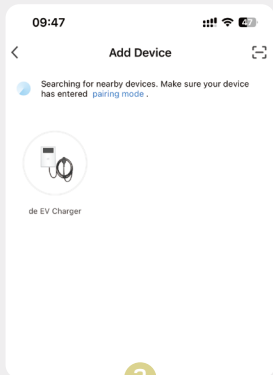 09:47
47
Add Device
Searching for nearby devices. Make sure your device
has entered pairing mode .
de EV Charger